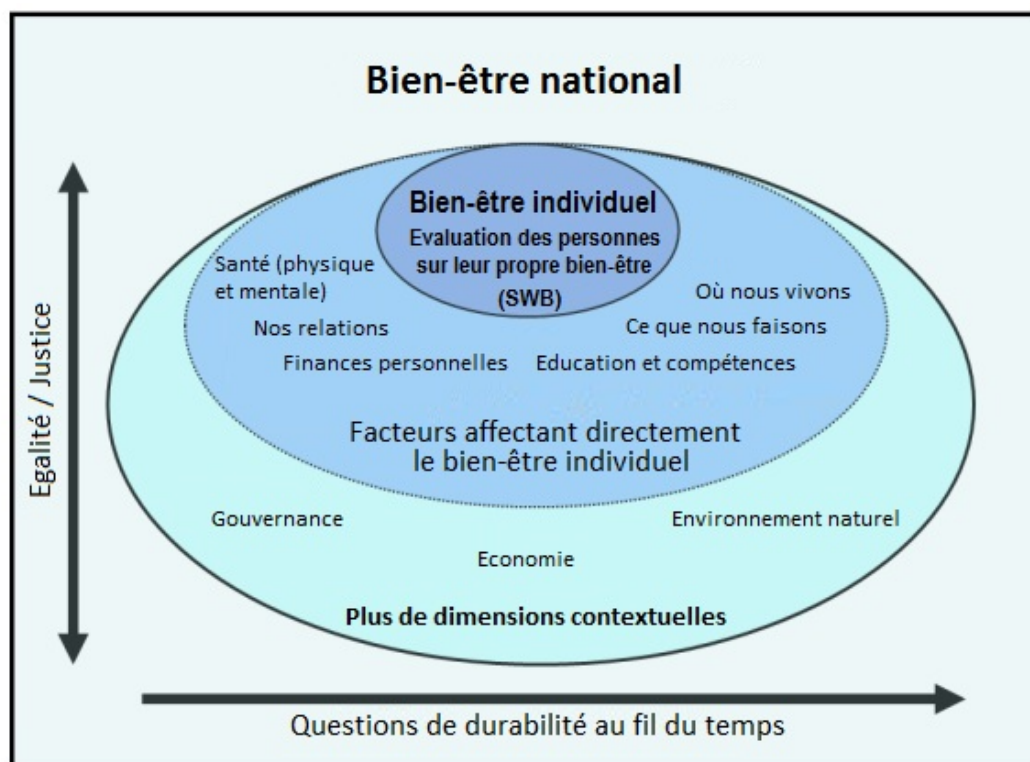 Bien-être national
Bien-être individuel
Evaluation des personnes
sur leur propre bien-être
(SWB)
Santé (physique
et mentale)
Où nous vivons
Nos relations
Ce que nous faisons
Finances personnelles
Education et compétences
Facteurs affectant directement
le bien-être individuel
Gouvernance
Environnement naturel
Economie
Plus de dimensions contextuelles
Egalité / Justice
Questions de durabilité au fil du temps